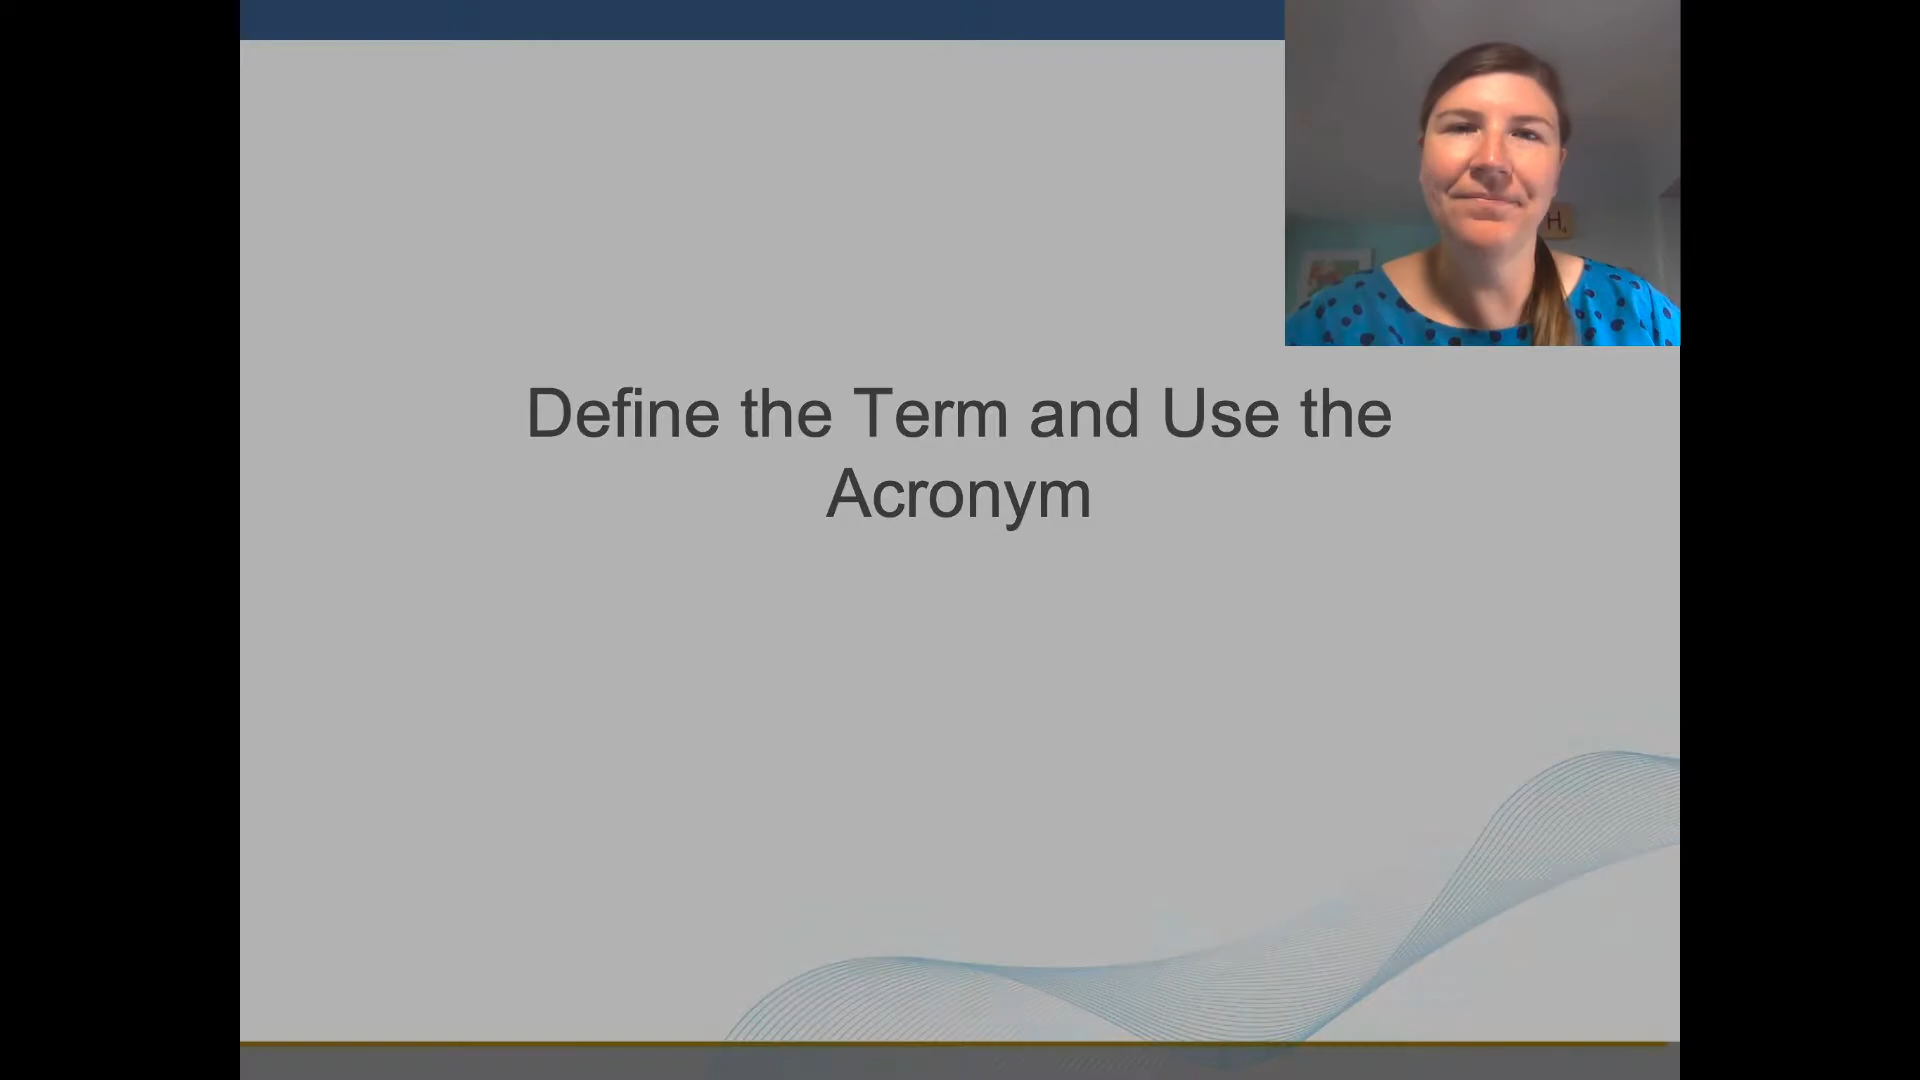 Define the Term and Use the
Acronym
H